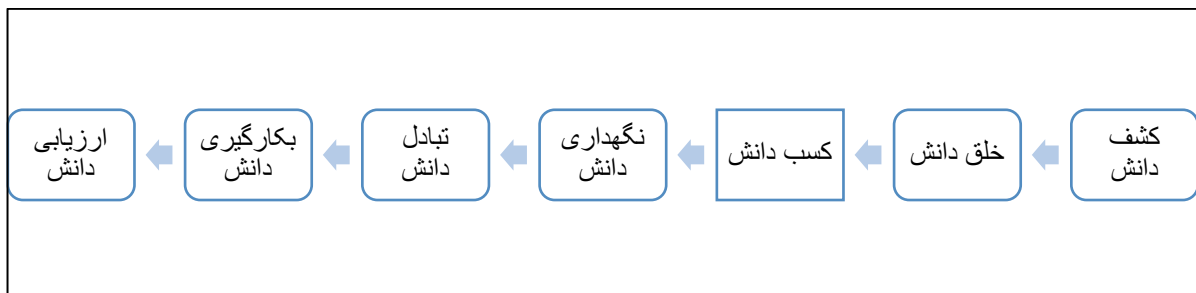 کشف
دانش
خلق دانش
کسب دانش
نگهداری
دانش
تبادل
دانش
بکارگیری
دانش
ارزیابی
دانش